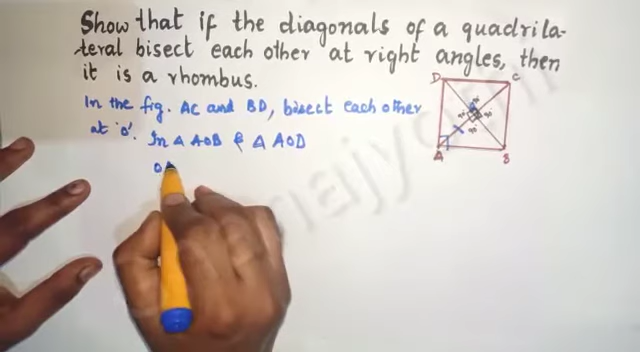 Show that if the diagonals of a quadrila-
teral bisect each other at right angles, then
it is a rhombus.
In the fig. AC and BD, bisect each other
at 'o'. In △ AOB & △ AOD
D C
A B